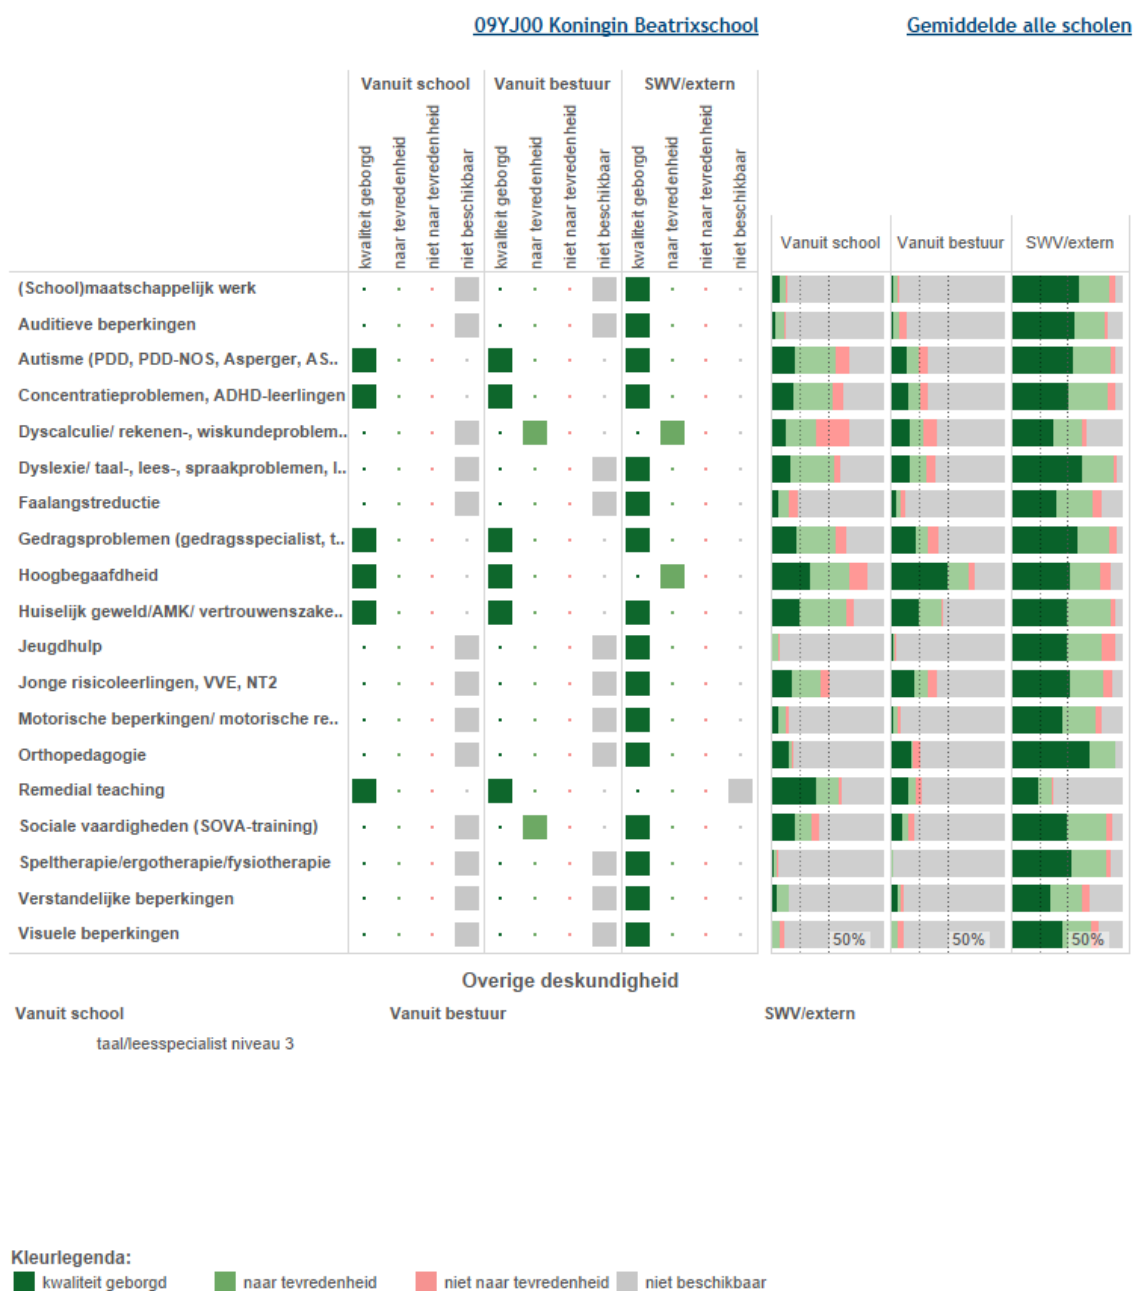 09YJ00 Koningin Beatrixschool
Gemiddelde alle scholen
Vanuit school
Vanuit bestuur
SWV/extern
kwaliteit geborgd
naar tevredenheid
niet naar tevredenheid
niet beschikbaar
kwaliteit geborgd
naar tevredenheid
niet naar tevredenheid
niet beschikbaar
kwaliteit geborgd
naar tevredenheid
niet naar tevredenheid
niet beschikbaar
Vanuit school
Vanuit bestuur
SWV/extern
(School)maatschappelijk werk
Auditieve beperkingen
Autisme (PDD, PDD-NOS, Asperger, AS..
Concentratieproblemen, ADHD-leerlingen
Dyscalculie/ rekenen-, wiskundeproblem..
Dyslexie/ taal-, lees-, spraakproblemen, l..
Faalangstreductie
Gedragsproblemen (gedragsspecialist, t..
Hoogbegaafdheid
Huiselijk geweld/AMK/ vertrouwenszake..
Jeugdhulp
Jonge risicoleerlingen, VVE, NT2
Motorische beperkingen/ motorische re..
Orthopedagogie
Remedial teaching
Sociale vaardigheden (SOVA-training)
Speltherapie/ergotherapie/fysiotherapie
Verstandelijke beperkingen
Visuele beperkingen
50%
50%
50%
Overige deskundigheid
Vanuit school
Vanuit bestuur
SWV/extern
taal/leesspecialist niveau 3
Kleurlegenda:
kwaliteit geborgd
naar tevredenheid
niet naar tevredenheid
niet beschikbaar